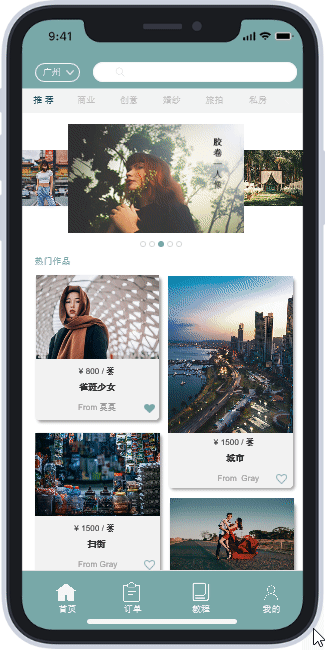 9:41
广州
推荐 商业 创意 婚纱 旅拍 私房
胶卷
人像
热门作品
¥ 800 / 套
雀斑少女
From 莫莫
¥ 1500 / 套
城市
From Gray
¥ 1500 / 套
扫街
From Gray
首页 订单 教程 我的